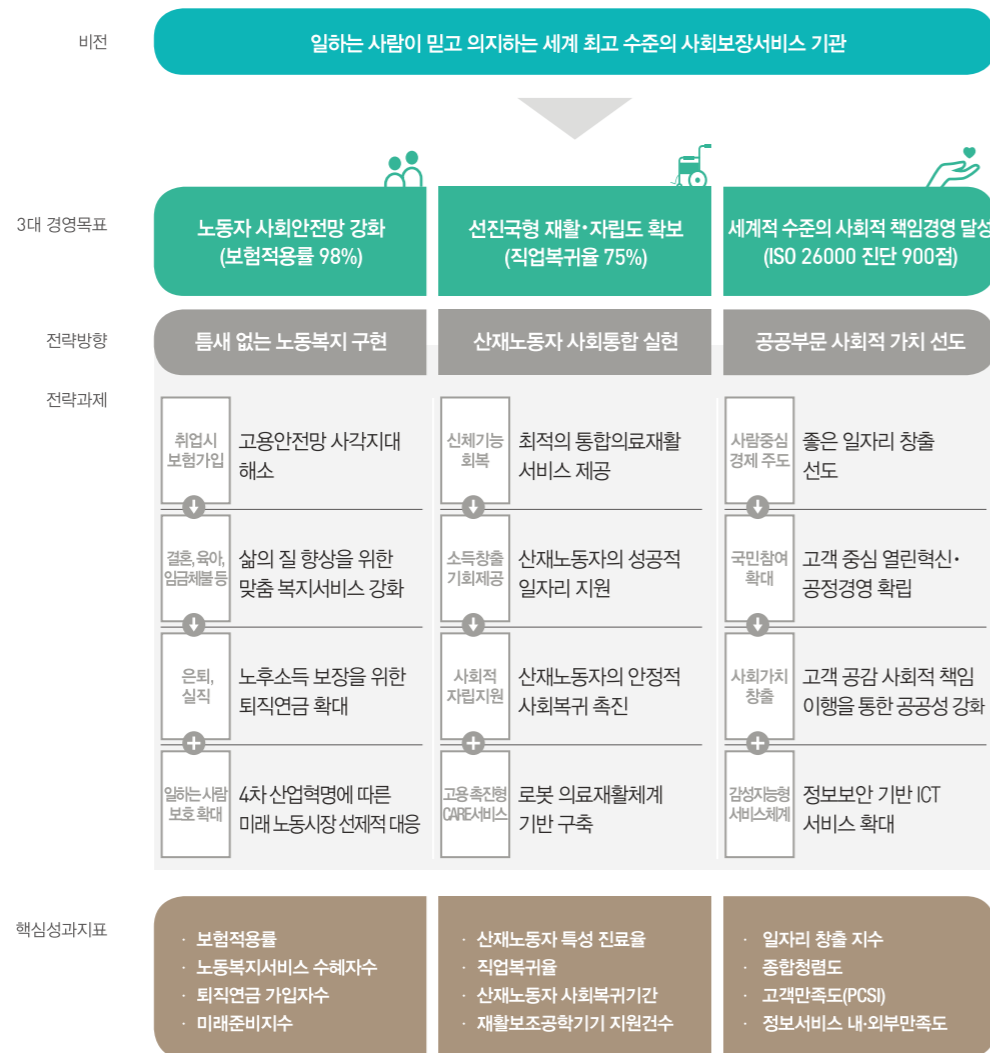 비전
일하는 사람이 믿고 의지하는 세계 최고 수준의 사회보장서비스 기관
3대 경영목표
노동자 사회안전망 강화
(보험적용률 98%)
선진국형 재활·자립도 확보
(직업복귀율 75%)
세계적 수준의 사회적 책임경영 달성
(ISO 26000 진단 900점)
전략방향
틈새 없는 노동복지 구현
산재노동자 사회통합 실현
공공부문 사회적 가치 선도
전략과제
취업시
보험가입
고용안전망 사각지대
해소
결혼, 육아,
임금체불 등
삶의 질 향상을 위한
맞춤 복지서비스 강화
은퇴,
실직
노후소득 보장을 위한
퇴직연금 확대
일하는 사람
보호 확대
4차 산업혁명에 따른
미래 노동시장 선제적 대응
신체기능
회복
최적의 통합의료재활
서비스 제공
소득창출
기회제공
산재노동자의 성공적
일자리 지원
사회적
자립지원
산재노동자의 안정적
사회복귀 촉진
고용 촉진형
CARE서비스
로봇 의료재활체계
기반 구축
사람중심
경제 주도
좋은 일자리 창출
선도
국민참여
확대
고객 중심 열린혁신·
공정경영 확립
사회가치
창출
고객 공감 사회적 책임
이행을 통한 공공성 강화
감성지능형
서비스체계
정보보안 기반 ICT
서비스 확대
핵심성과지표
· 보험적용률
· 노동복지서비스 수혜자수
· 퇴직연금 가입자수
· 미래준비지수
· 산재노동자 특성 진료율
· 직업복귀율
· 산재노동자 사회복귀기간
· 재활보조공학기기 지원건수
· 일자리 창출 지수
· 종합청렴도
· 고객만족도(PCSI)
· 정보서비스 내·외부만족도